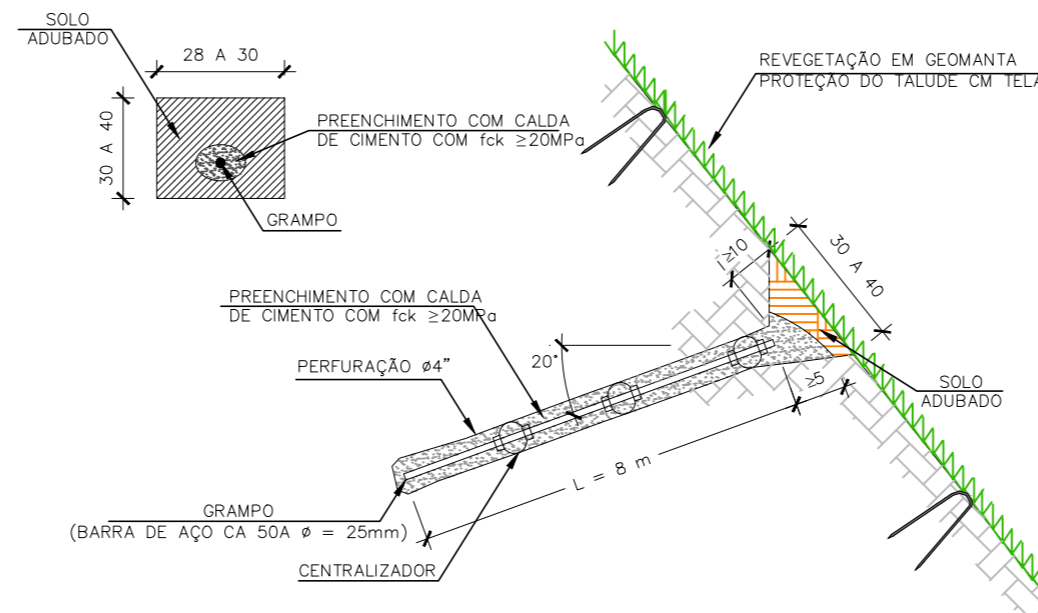 SOLO
ADUBADO
28 A 30
30 A 40
PREENCHIMENTO COM CALDA
DE CIMENTO COM fck ≥20MPa
GRAMPO
REVEGETAÇÃO EM GEOMANTA
PROTEÇÃO DO TALUDE CM TELA
≥10
30 A 40
PREENCHIMENTO COM CALDA
DE CIMENTO COM fck ≥20MPa
20°
PERFURAÇÃO ø4"
≥5
SOLO
ADUBADO
L = 8 m
GRAMPO
(BARRA DE AÇO CA 50A ø = 25mm)
CENTRALIZADOR